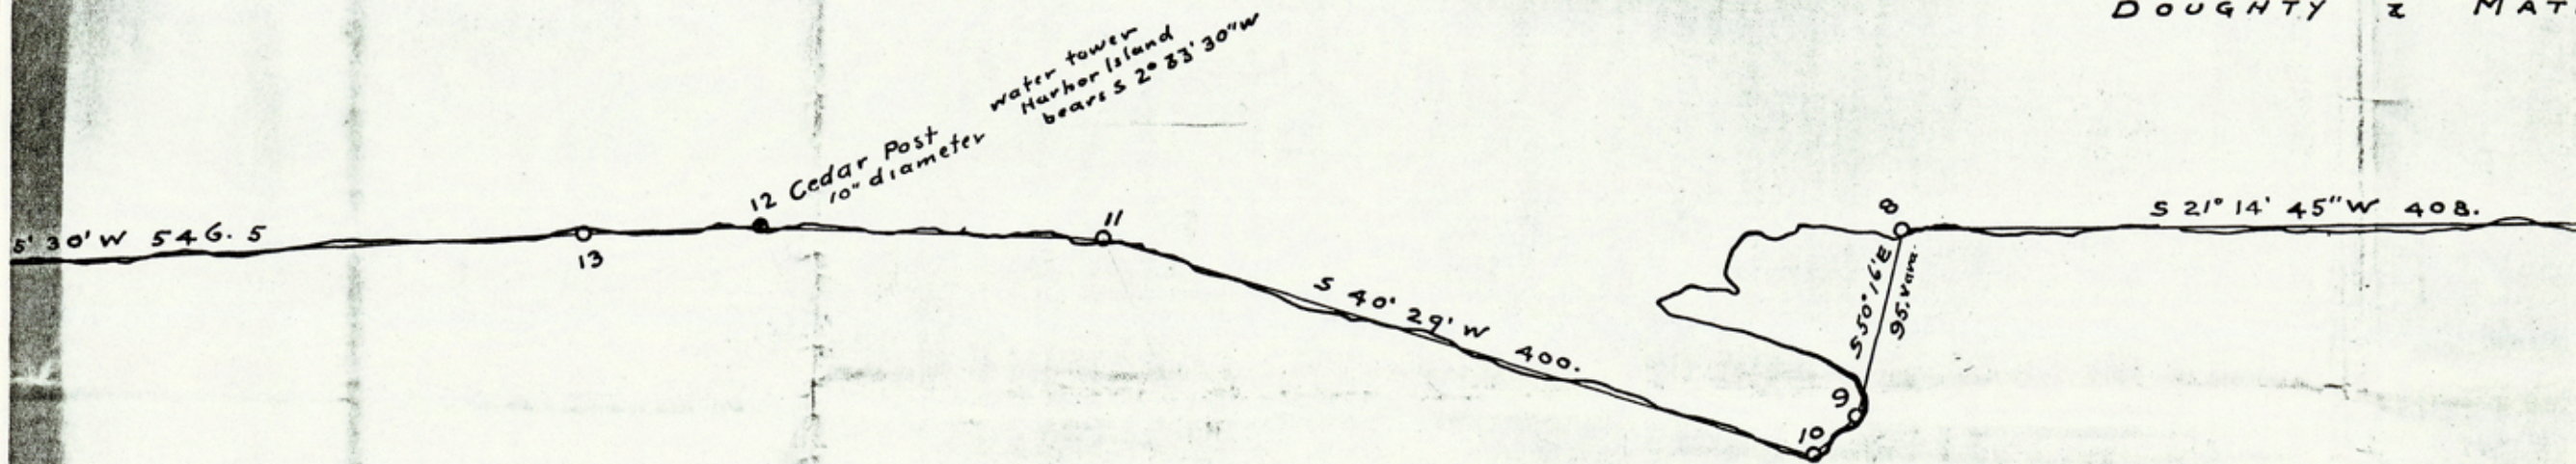 DOUGHTY & MAT
water tower
Harbor Island
bears S 2° 33' 30" W
12 Cedar Post
10" diameter
11
8
S 21° 14' 45" W 408.
5' 30' W 546.5
13
S 40' 29' W 400.
S 50° 16' E
95. vara
9
10